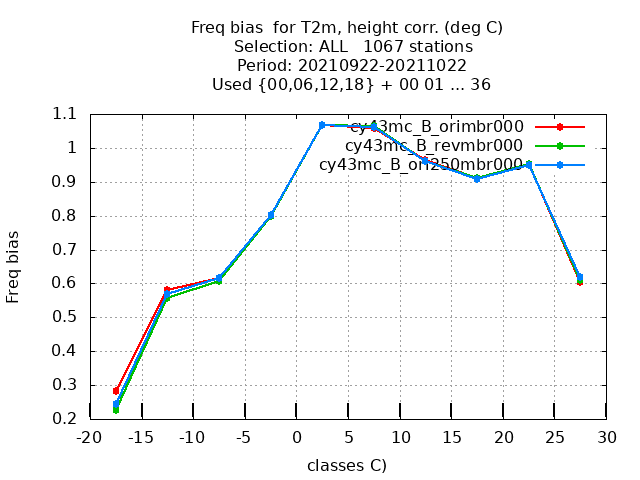 Freq bias  for T2m, height corr. (deg C)
Selection: ALL   1067 stations
Period: 20210922-20211022
Used {00,06,12,18} + 00 01 ... 36
cy43mc_B_orimbr000
cy43mc_B_revmbr000
cy43mc_B_ori250mbr000
Freq bias
1.1
1
0.9
0.8
0.7
0.6
0.5
0.4
0.3
0.2
-20 -15 -10 -5 0 5 10 15 20 25 30
classes C)